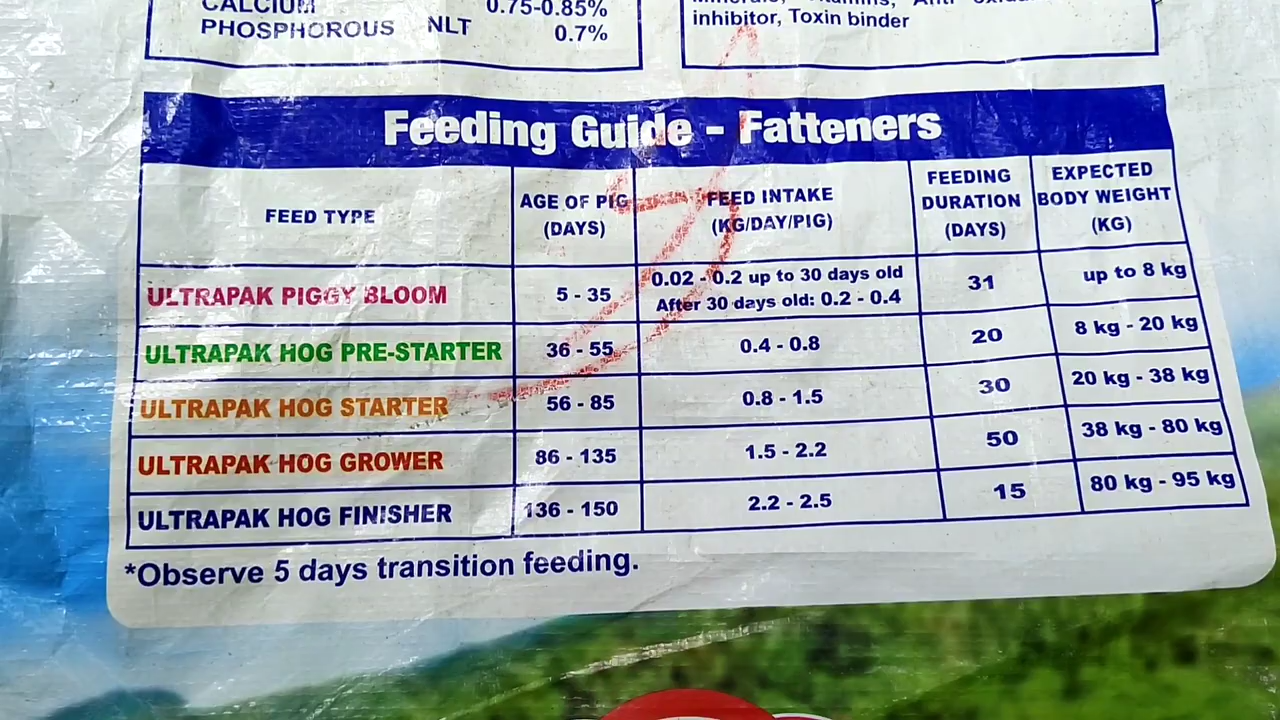 CALCIUM 0.75-0.85%
PHOSPHOROUS NLT 0.7%
inhibitor, Toxin binder
Feeding Guide - Fatteners
FEED TYPE AGE OF PIG (DAYS) FEED INTAKE (KG/DAY/PIG) FEEDING DURATION (DAYS) EXPECTED BODY WEIGHT (KG)
ULTRAPAK PIGGY BLOOM 5 - 35 0.02 - 0.2 up to 30 days old 31 up to 8 kg
After 30 days old: 0.2 - 0.4
ULTRAPAK HOG PRE-STARTER 36 - 55 0.4 - 0.8 20 8 kg - 20 kg
ULTRAPAK HOG STARTER 56 - 85 0.8 - 1.5 30 20 kg - 38 kg
ULTRAPAK HOG GROWER 86 - 135 1.5 - 2.2 50 38 kg - 80 kg
ULTRAPAK HOG FINISHER 136 - 150 2.2 - 2.5 15 80 kg - 95 kg
*Observe 5 days transition feeding.